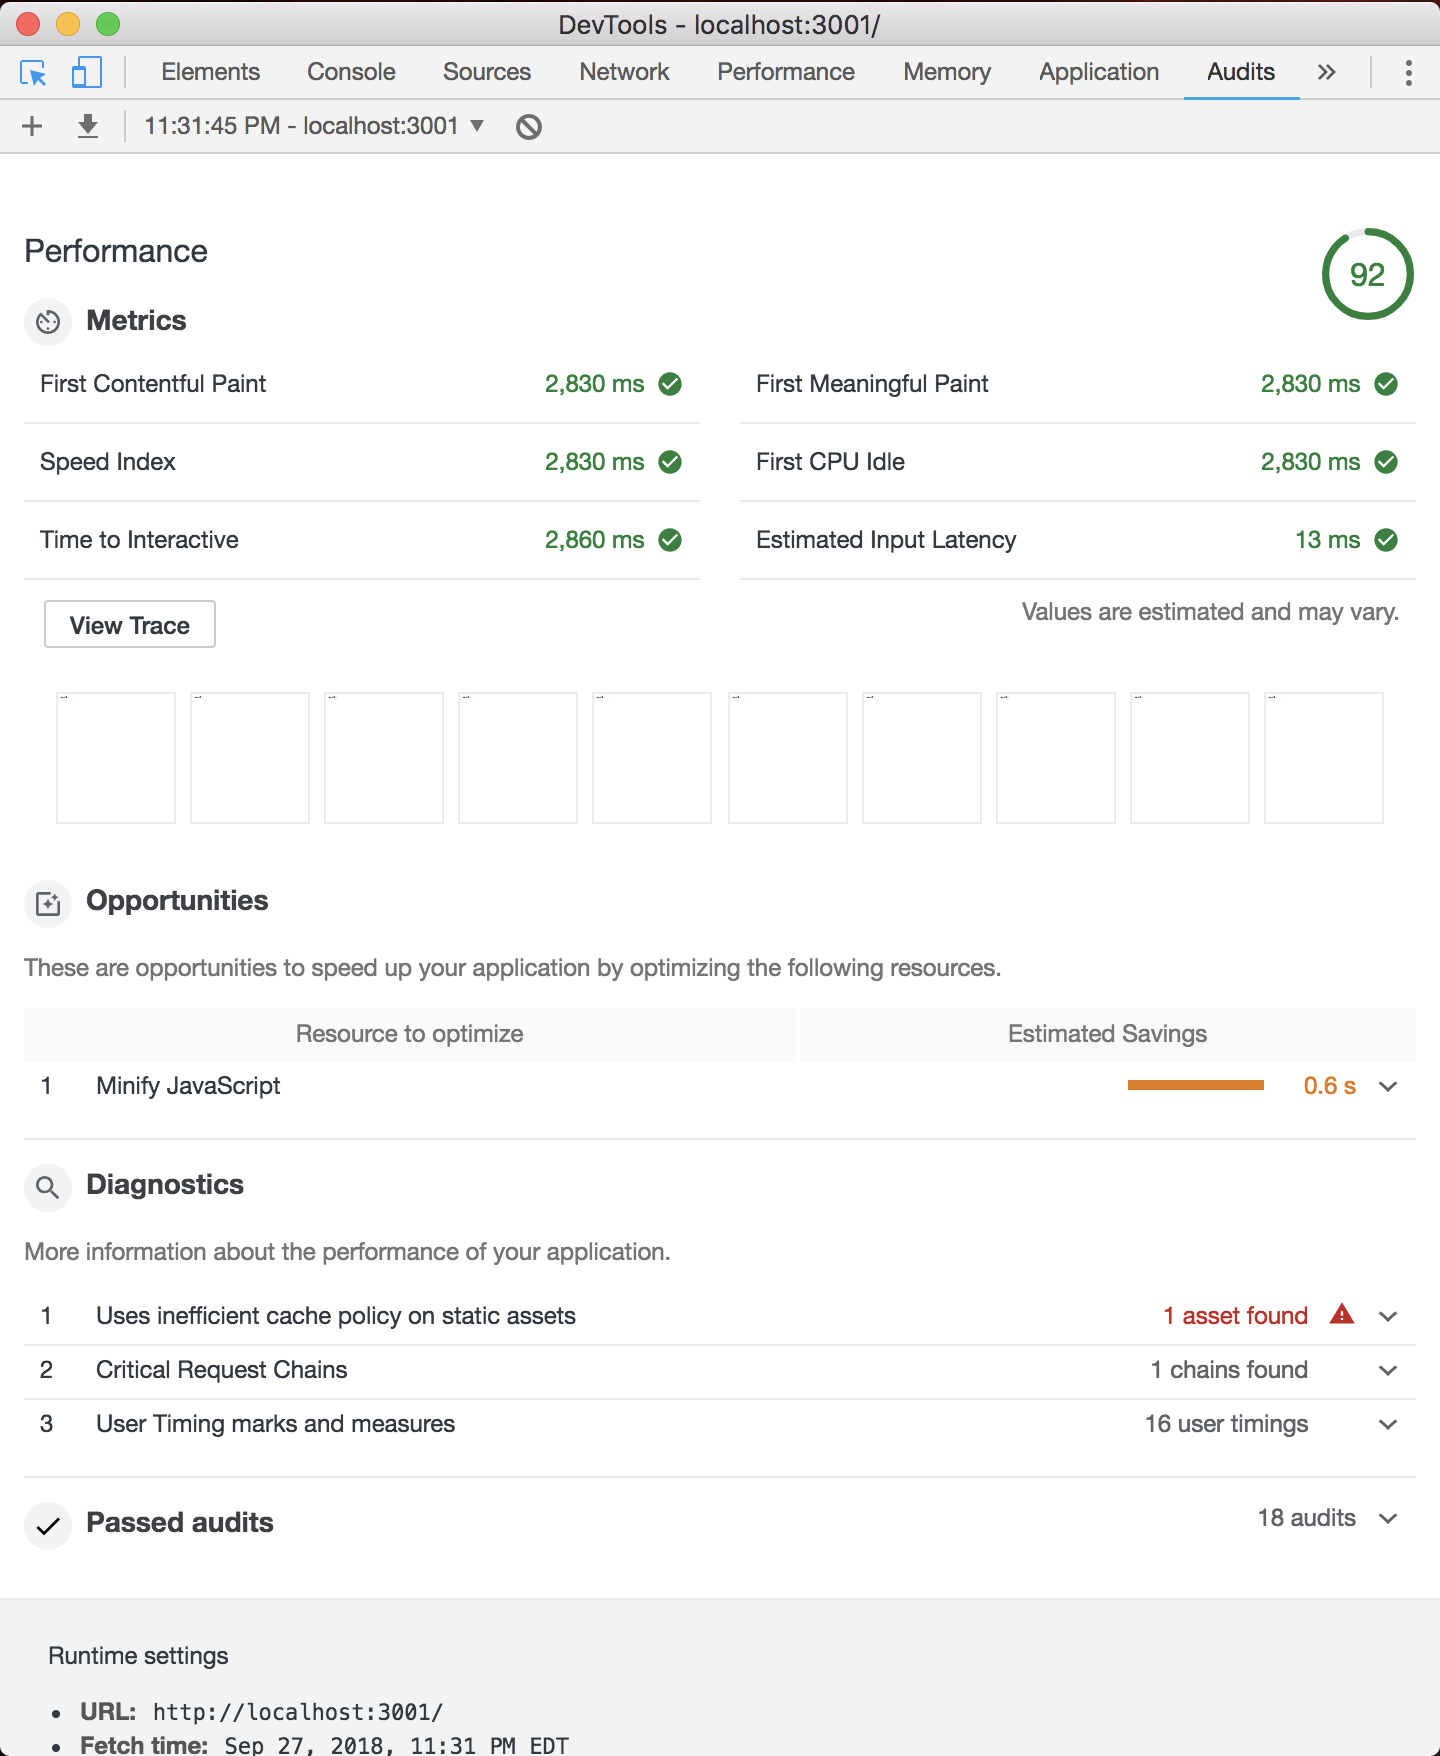 DevTools - localhost:3001/
Elements Console Sources Network Performance Memory Application Audits
11:31:45 PM - localhost:3001
Performance
92
Metrics
First Contentful Paint 2,830 ms First Meaningful Paint 2,830 ms
Speed Index 2,830 ms First CPU Idle 2,830 ms
Time to Interactive 2,860 ms Estimated Input Latency 13 ms
View Trace Values are estimated and may vary.
Opportunities
These are opportunities to speed up your application by optimizing the following resources.
Resource to optimize Estimated Savings
1 Minify JavaScript 0.6 s
Diagnostics
More information about the performance of your application.
1 Uses inefficient cache policy on static assets 1 asset found
2 Critical Request Chains 1 chains found
3 User Timing marks and measures 16 user timings
Passed audits 18 audits
Runtime settings
• URL: http://localhost:3001/
• Fetch time: Sep 27, 2018, 11:31 PM EDT